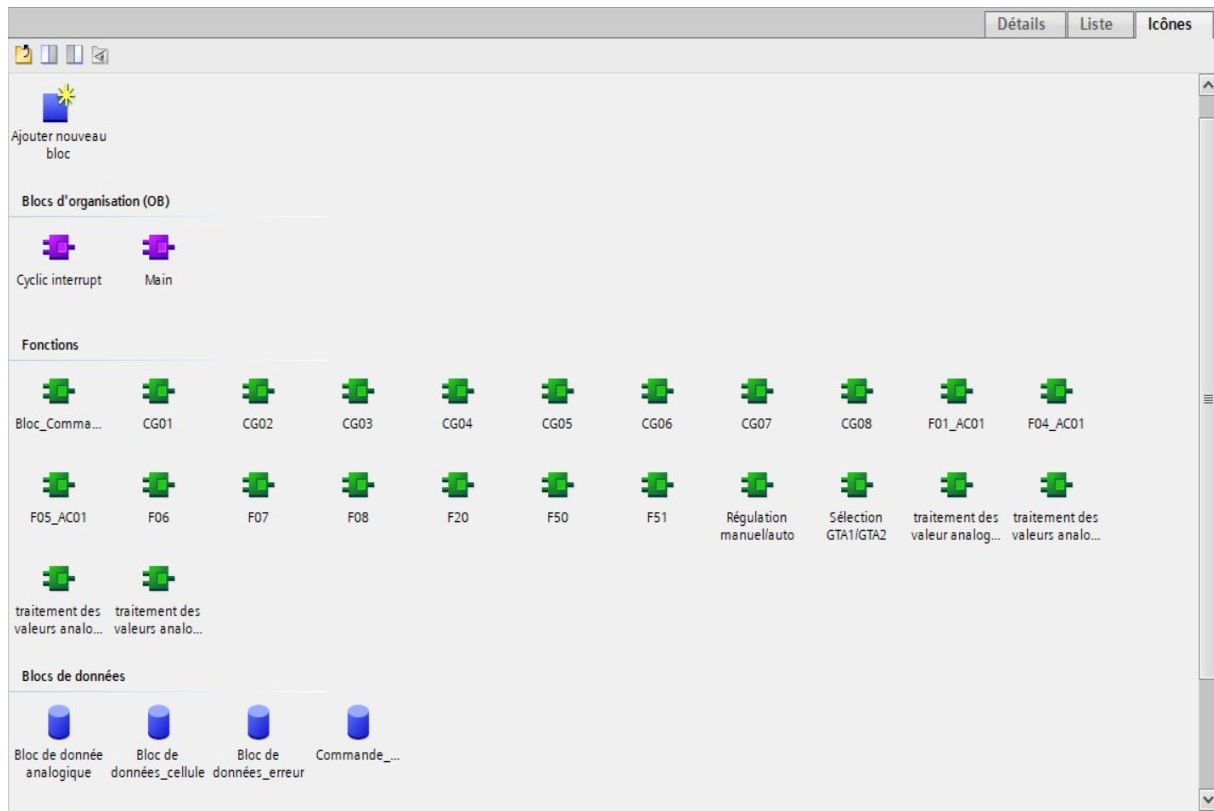 Détails Liste Icônes
Ajouter nouveau
bloc
Blocs d'organisation (OB)
Cyclic interrupt Main
Fonctions
Bloc_Comma... CG01 CG02 CG03 CG04 CG05 CG06 CG07 CG08 F01_AC01 F04_AC01
F05_AC01 F06 F07 F08 F20 F50 F51 Régulation Sélection traitement des traitement des
manuel/auto GTA1/GTA2 valeur analog... valeurs analo...
traitement des traitement des
valeurs analo... valeurs analo...
Blocs de données
Bloc de donnée Bloc de Bloc de Commande_...
analogique données_cellule données_erreur